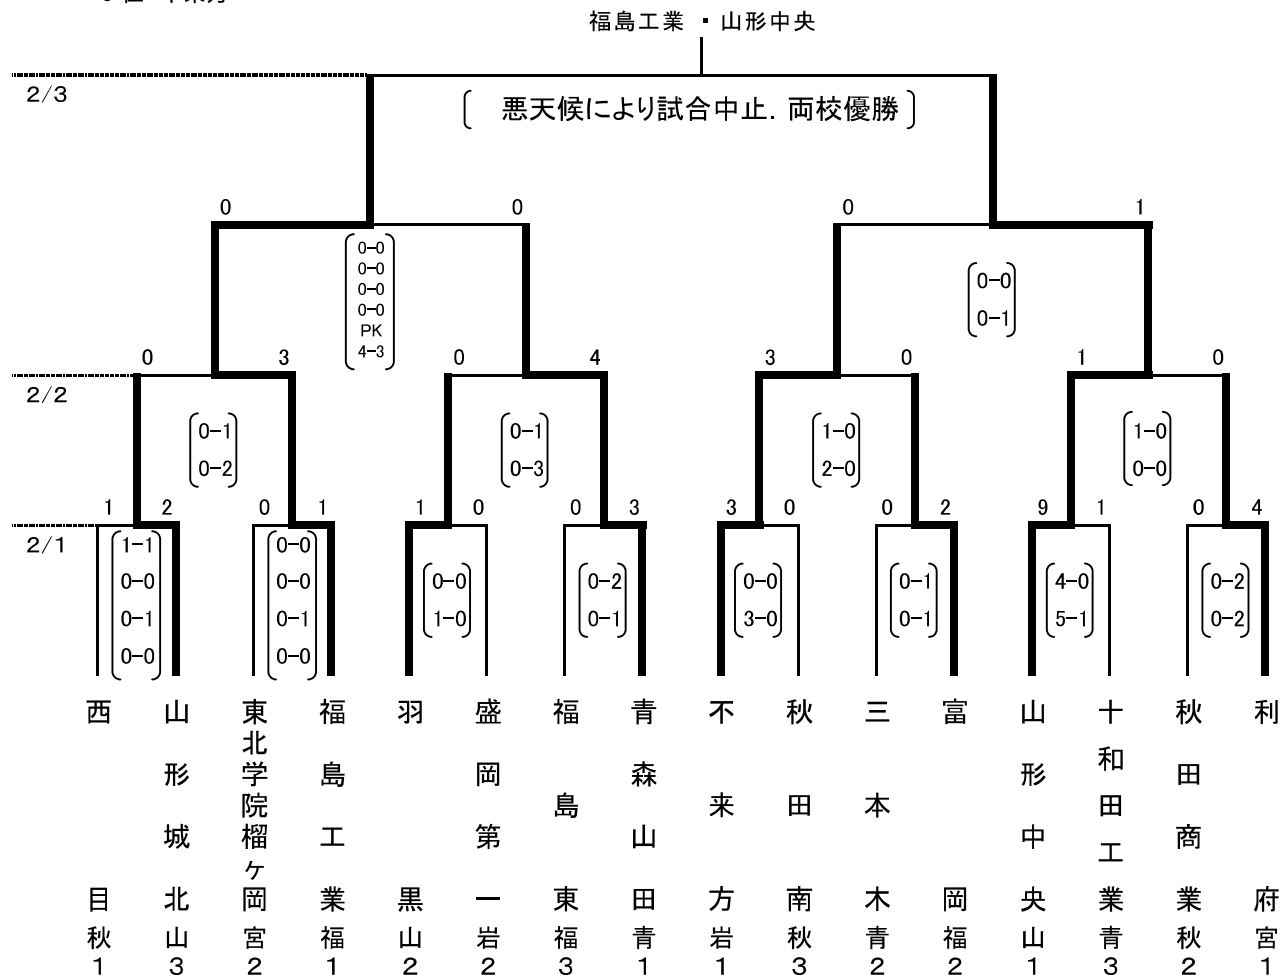 福島工業 ・ 山形中央
2/3
悪天候により試合中止．両校優勝
0 0 0 1
0-0
0-0
0-0
0-0
PK
4-3
0-0
0-1
0 3 0 4 3 0 1 0
2/2
0-1 0-1 1-0 1-0
0-2 0-3 2-0 0-0
1 2 0 1 1 0 0 3 3 0 0 2 9 1 0 4
2/1
1-1 0-0
0-0 0-0 0-0 0-2 0-0 0-1 4-0 0-2
0-1 0-1 1-0 0-1 3-0 0-1 5-1 0-2
0-0 0-0
西目
山形城北
東北学院榴ヶ岡
福島工業
羽黒
盛岡第一
福島東
青森山田
不来方
秋田南
三本木
富岡
山形中央
十和田工業
秋田商業
利府
秋 山 宮 福 山 岩 福 青 岩 秋 青 福 山 青 秋 宮
1 3 2 1 2 2 3 1 1 3 2 2 1 3 2 1